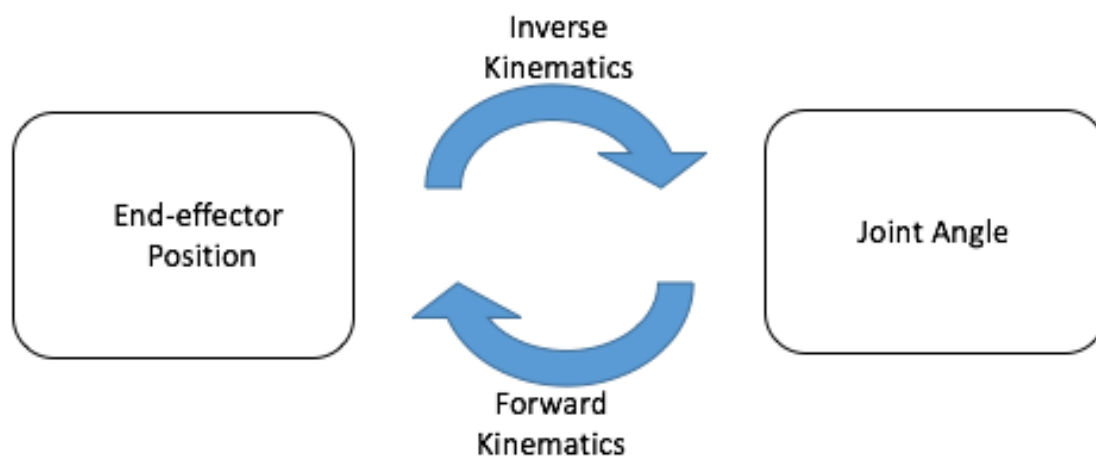 Inverse
Kinematics
End-effector
Position
Joint Angle
Forward
Kinematics